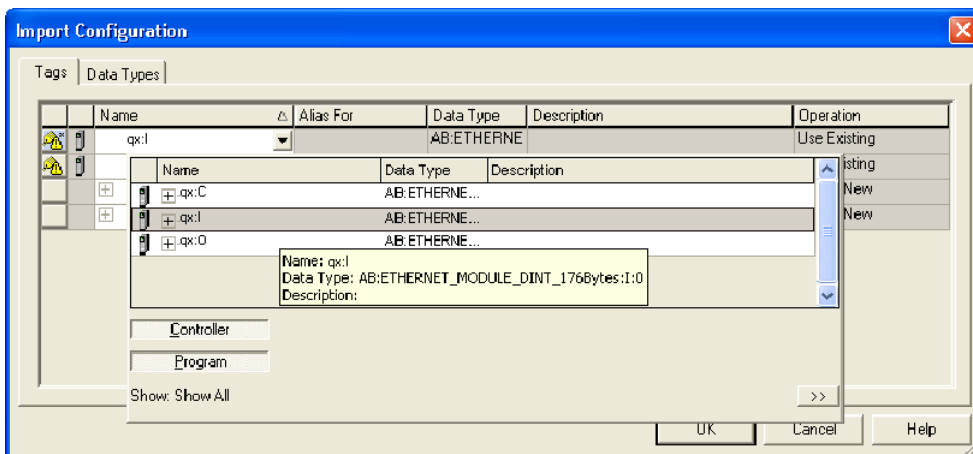 Import Configuration
Tags Data Types
Name Alias For Data Type Description Operation
qx:I AB:ETHERNE Use Existing
Name Data Type Description isting
qx:C AB:ETHERNE... New
qx:I AB:ETHERNE... New
qx:O AB:ETHERNE...
Name: qx:I
Data Type: AB:ETHERNET_MODULE_DINT_176Bytes:I:0
Description:
Controller
Program
Show: Show All >>
OK Cancel Help